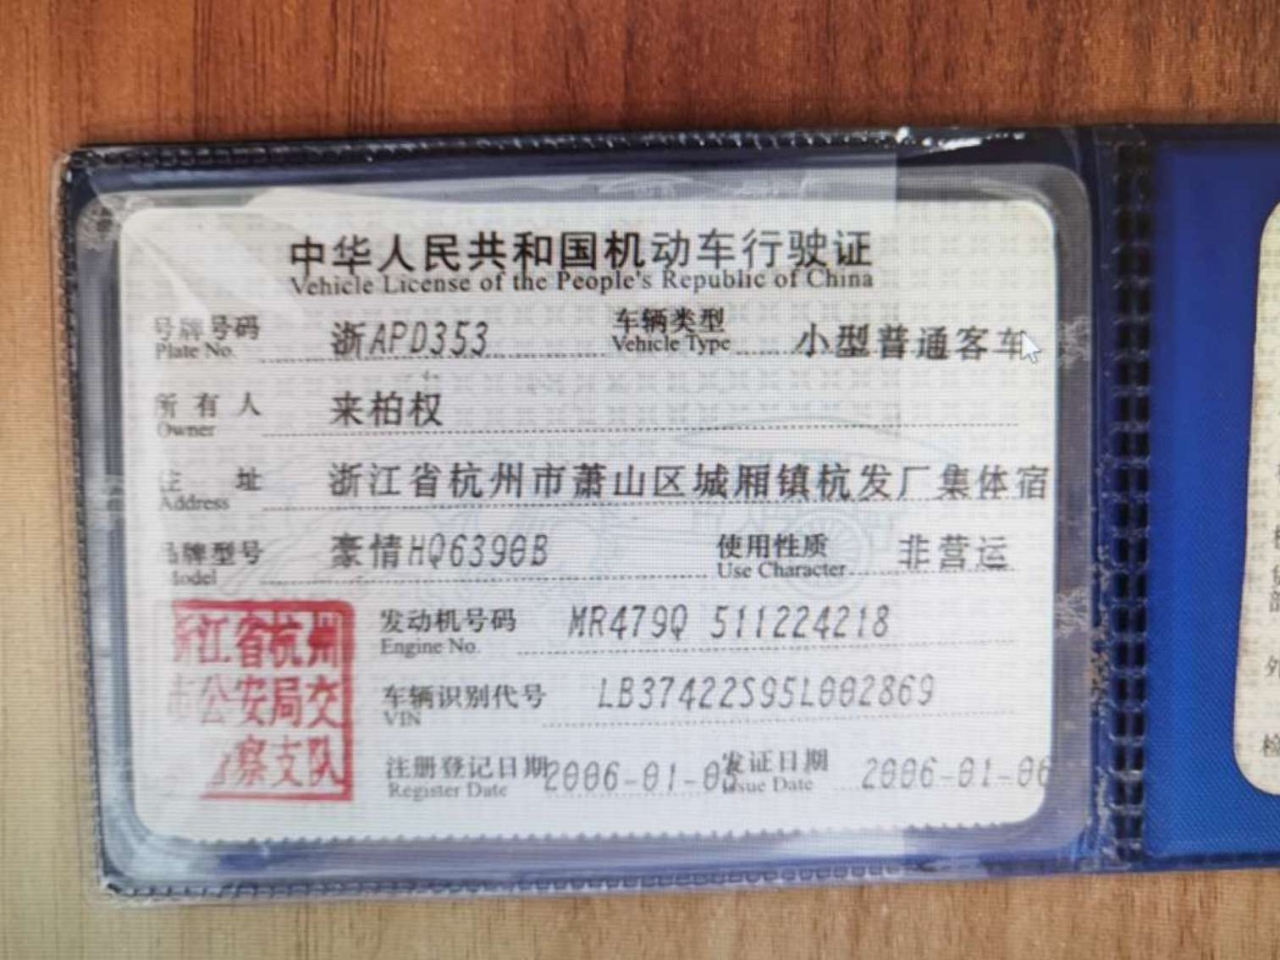 中华人民共和国机动车行驶证
Vehicle License of the People's Republic of China
号牌号码 浙APD353 车辆类型 小型普通客车
Plate No. Vehicle Type
所有人 来柏权
Owner
住址 浙江省杭州市萧山区城厢镇杭发厂集体宿
Address
品牌型号 豪情HQ6390B 使用性质 非营运
Model Use Character
发动机号码 MR479Q 511224218
Engine No.
车辆识别代号 LB37422S95L002869
VIN
注册登记日期 2006-01-06 发证日期 2006-01-06
Register Date Issue Date
浙江省杭州
市公安局交
察支队